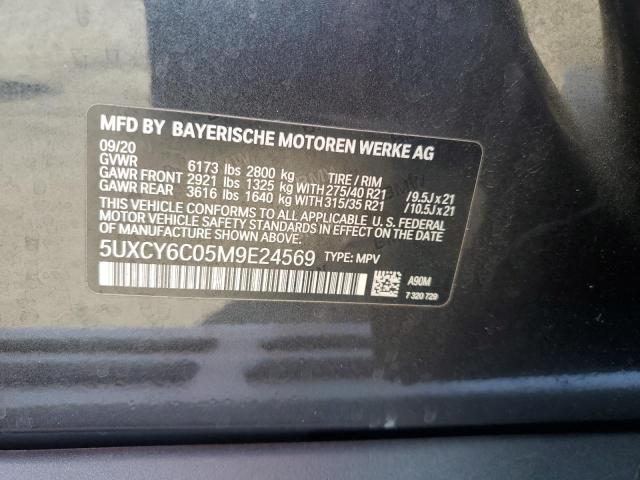 MFD BY BAYERISCHE MOTOREN WERKE AG
09/20
GVWR 6173 lbs 2800 kg TIRE / RIM
GAWR FRONT 2921 lbs 1325 kg WITH 275/40 R21 /9.5J x 21
GAWR REAR 3616 lbs 1640 kg WITH 315/35 R21 /10.5J x 21
THIS VEHICLE CONFORMS TO ALL APPLICABLE U.S. FEDERAL
MOTOR VEHICLE SAFETY STANDARDS IN EFFECT ON THE DATE
OF MANUFACTURE SHOWN ABOVE.
5UXCY6C05M9E24569 TYPE: MPV
A90M
7 320 729